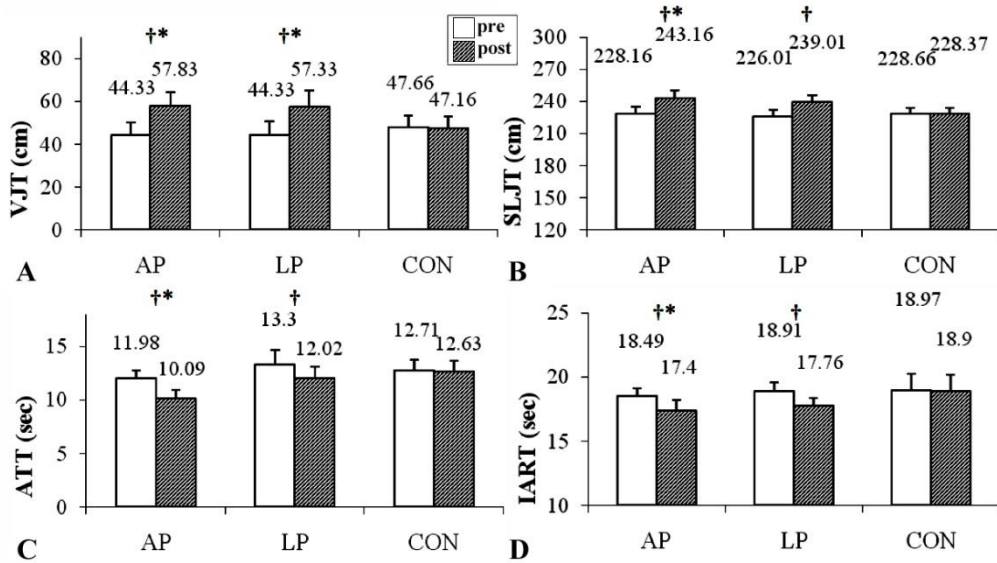 †*
†*
pre
post
80
60
40
20
0
VJT (cm)
44.33
57.83
44.33
57.33
47.66
47.16
AP
LP
CON
A
†*
†
300
270
240
210
180
150
120
SLJT (cm)
228.16
243.16
226.01
239.01
228.66
228.37
AP
LP
CON
B
†*
†
15
10
5
0
ATT (sec)
11.98
10.09
13.3
12.02
12.71
12.63
AP
LP
CON
C
†*
†
25
20
15
10
IART (sec)
18.49
17.4
18.91
17.76
18.97
18.9
AP
LP
CON
D